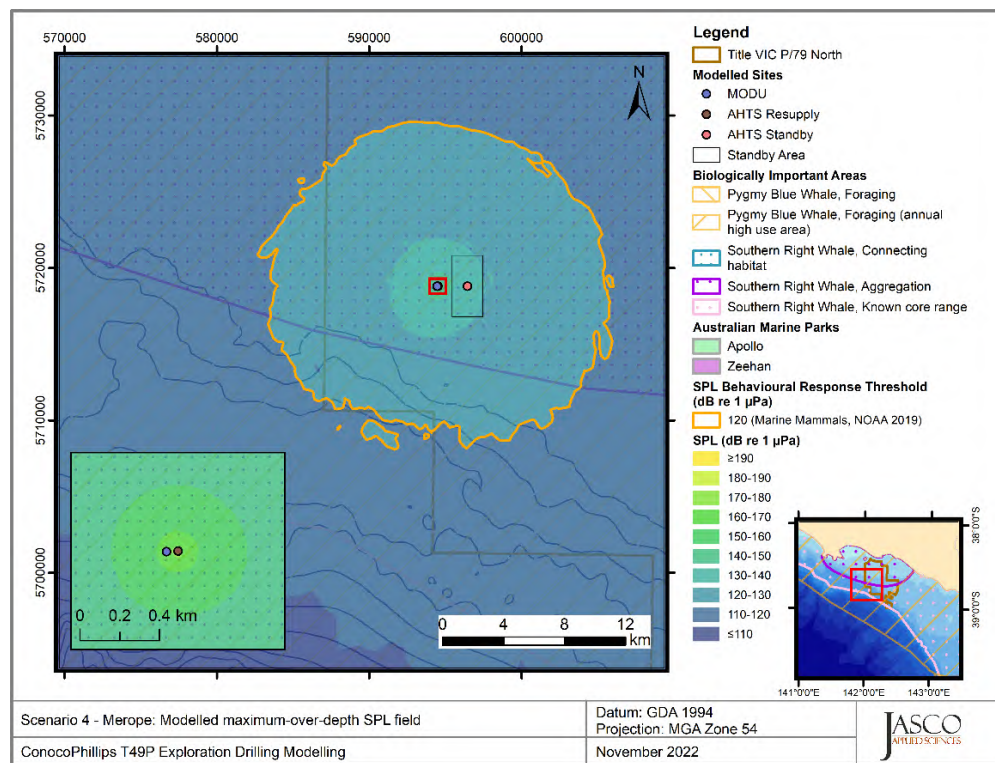 570000 580000 590000 600000
5730000
5720000
5710000
5700000
N
0 0.2 0.4 km
0 4 8 12
km
Legend
Title VIC P/79 North
Modelled Sites
MODU
AHTS Resupply
AHTS Standby
Standby Area
Biologically Important Areas
Pygmy Blue Whale, Foraging
Pygmy Blue Whale, Foraging (annual
high use area)
Southern Right Whale, Connecting
habitat
Southern Right Whale, Aggregation
Southern Right Whale, Known core range
Australian Marine Parks
Apollo
Zeehan
SPL Behavioural Response Threshold
(dB re 1 µPa)
120 (Marine Mammals, NOAA 2019)
SPL (dB re 1 µPa)
≥190
180-190
170-180
160-170
150-160
140-150
130-140
120-130
110-120
≤110
38°0'0"S
39°0'0"S
141°0'0"E 142°0'0"E 143°0'0"E
Scenario 4 - Merope: Modelled maximum-over-depth SPL field
ConocoPhillips T49P Exploration Drilling Modelling
Datum: GDA 1994
Projection: MGA Zone 54
November 2022
JASCO
APPLIED SCIENCES